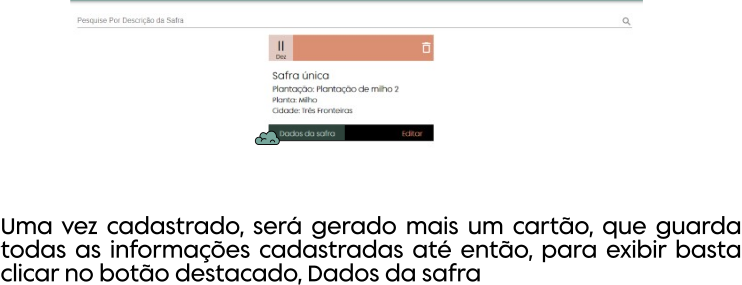 Pesquise Por Descrição da Safra
11
Dez
Safra única
Plantação: Plantação de milho 2
Planta: Milho
Cidade: Três Fronteiras
Dados da safra Editar
Uma vez cadastrado, será gerado mais um cartão, que guarda
todas as informações cadastradas até então, para exibir basta
clicar no botão destacado, Dados da safra